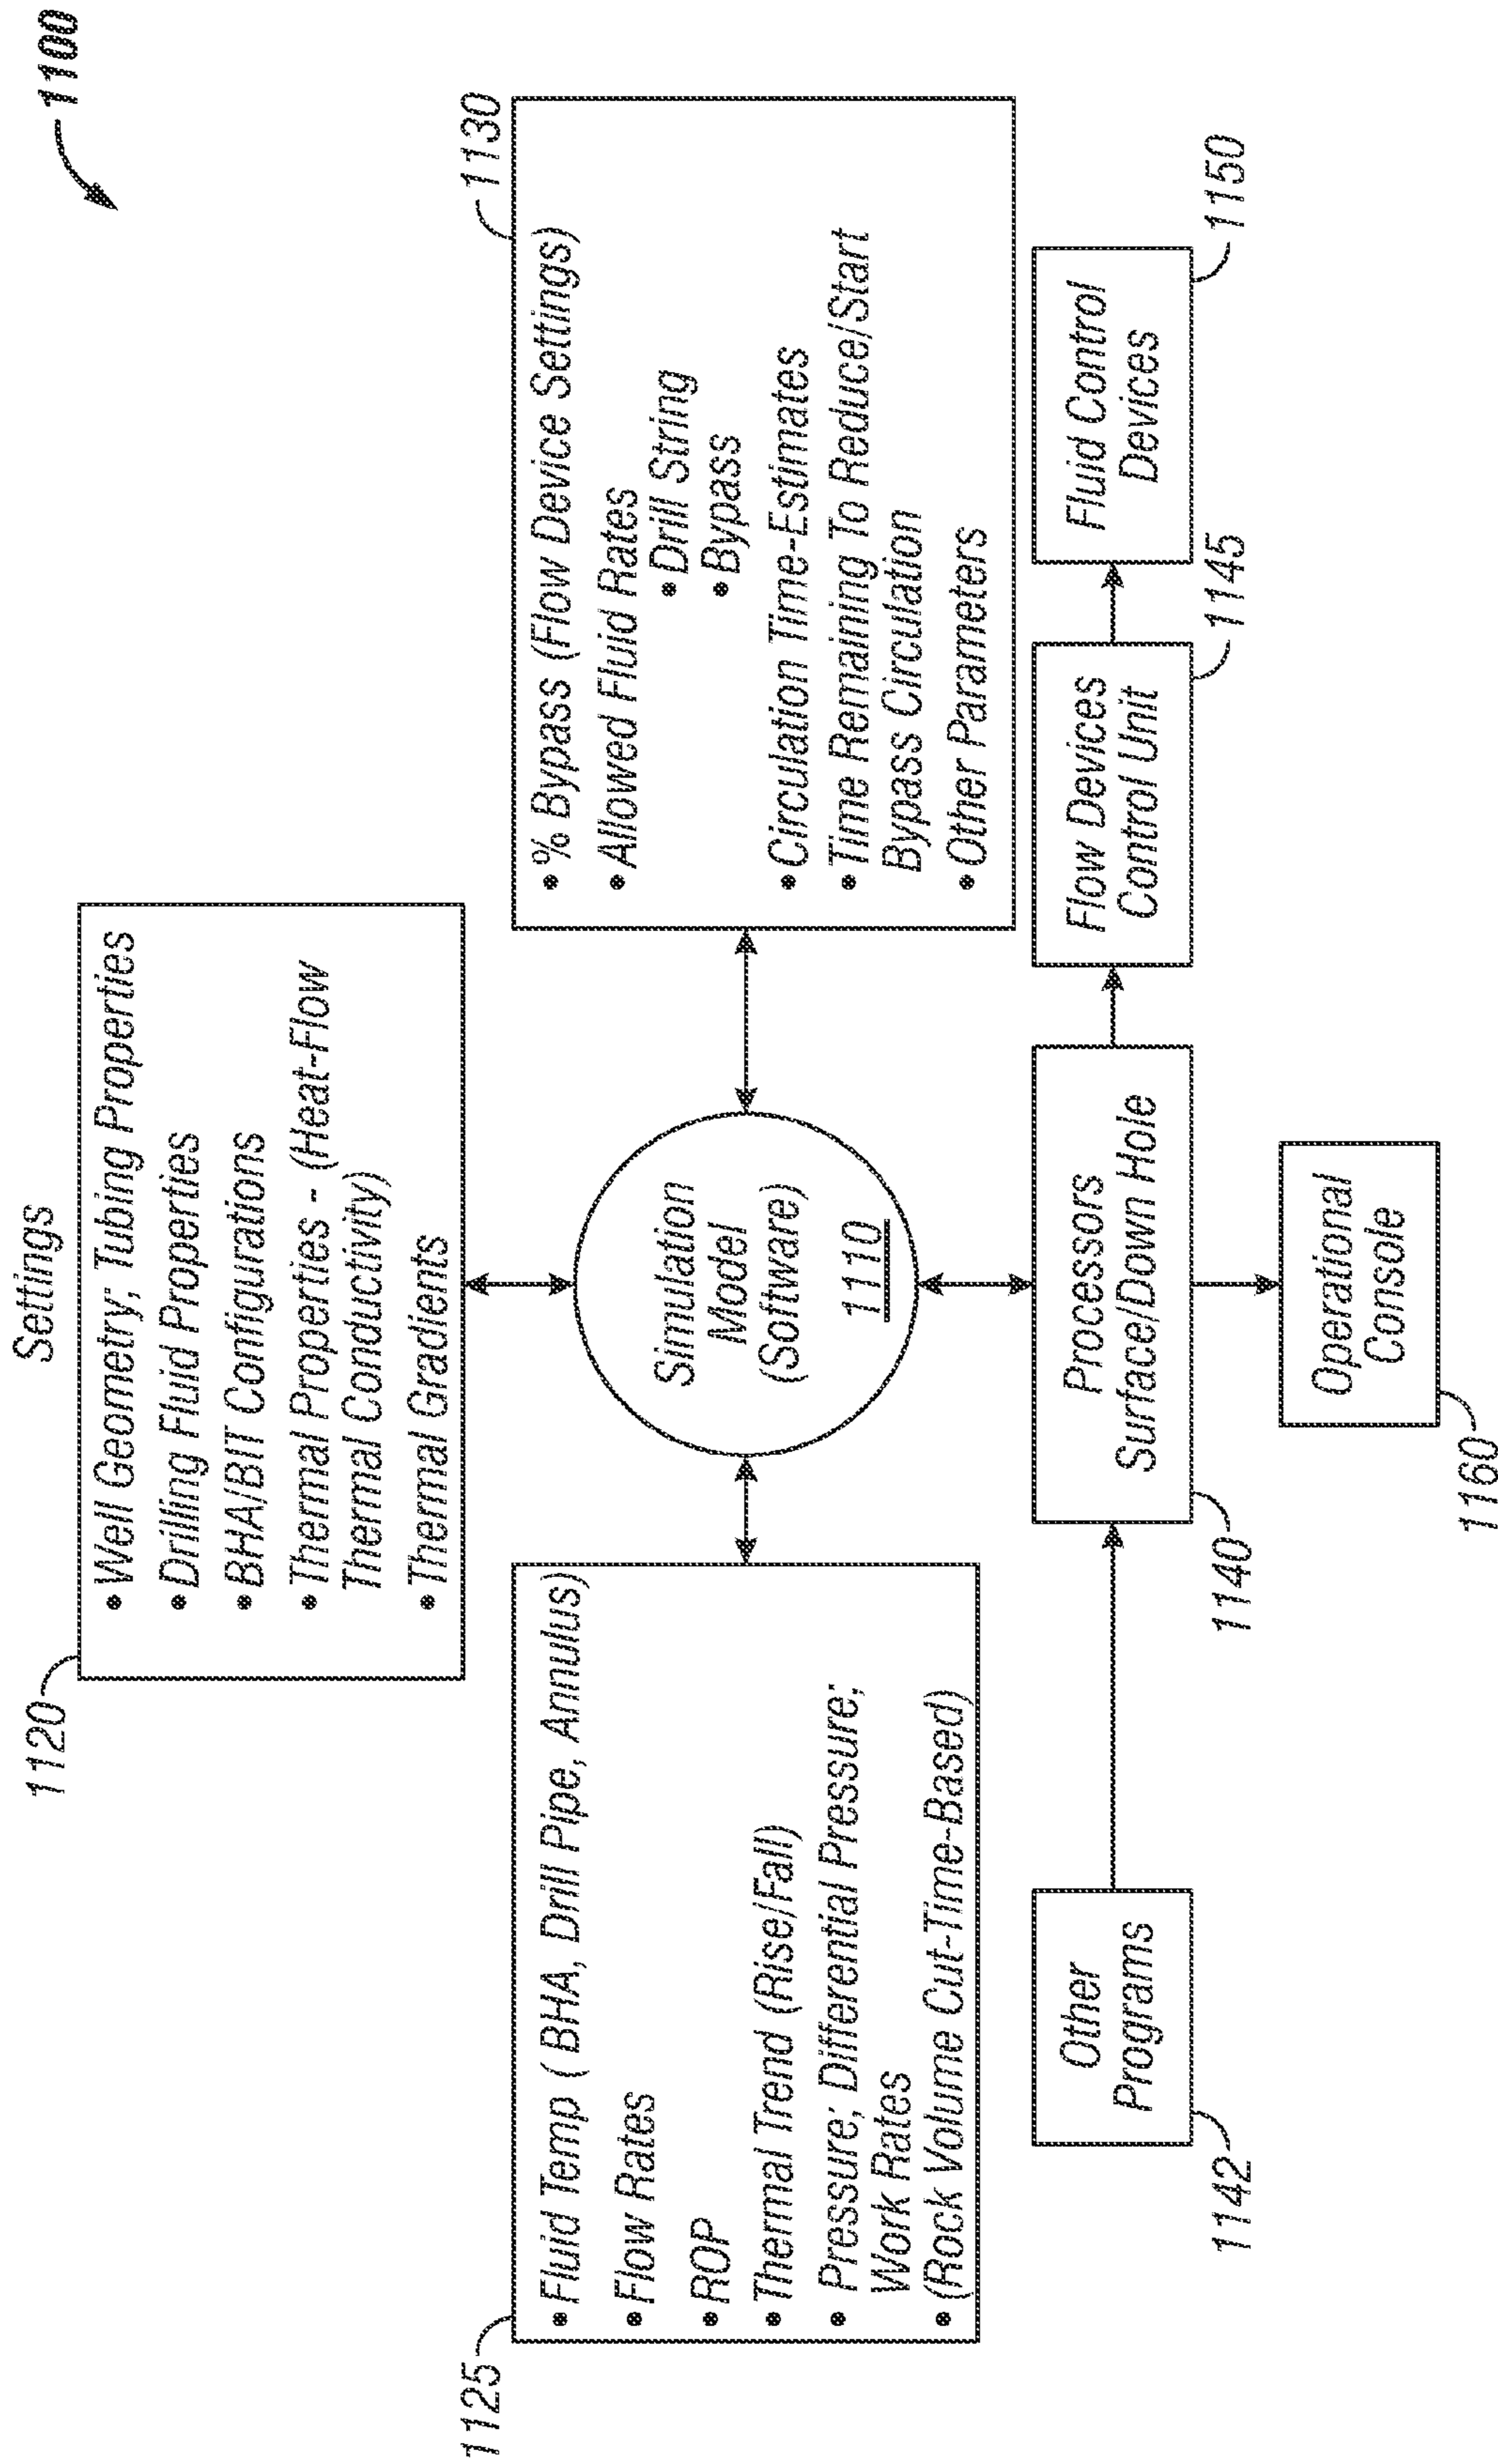 1100
Settings
1120
• Well Geometry; Tubing Properties
• Drilling Fluid Properties
• BHA/BIT Configurations
• Thermal Properties - (Heat-Flow
Thermal Conductivity)
• Thermal Gradients
1125
• Fluid Temp ( BHA, Drill Pipe, Annulus)
• Flow Rates
• ROP
• Thermal Trend (Rise/Fall)
• Pressure; Differential Pressure;
Work Rates
• (Rock Volume Cut-Time-Based)
Simulation
Model
(Software)
1110
1130
• % Bypass (Flow Device Settings)
• Allowed Fluid Rates
• Drill String
• Bypass
• Circulation Time-Estimates
• Time Remaining To Reduce/Start
Bypass Circulation
• Other Parameters
Other
Programs
1142
Processors
Surface/Down Hole
1140
Flow Devices
Control Unit
1145
Fluid Control
Devices
1150
Operational
Console
1160